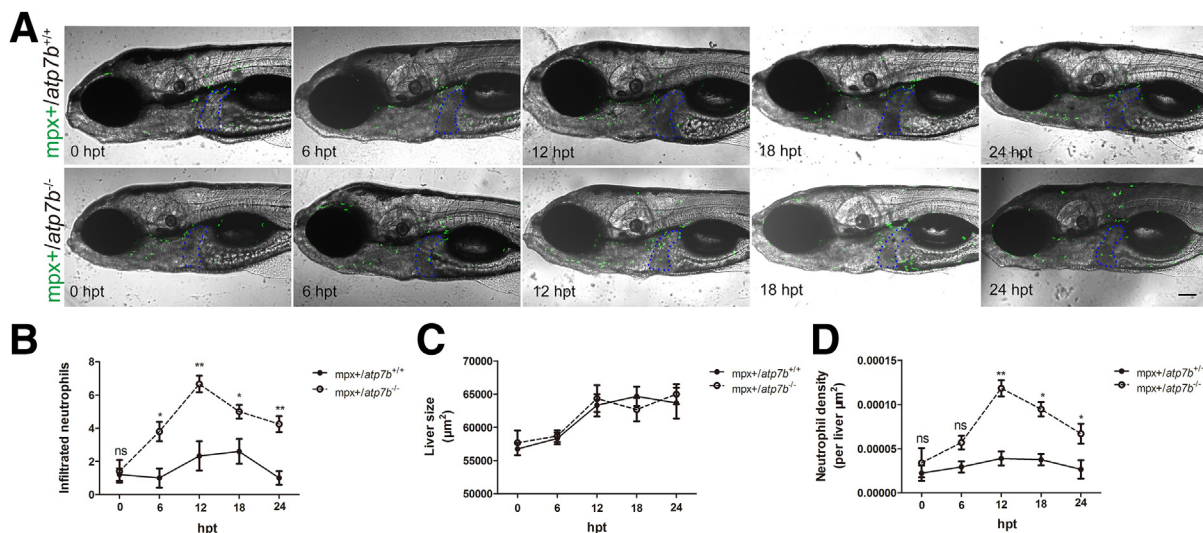 A
mpx+/atp7b+/+
0 hpt
6 hpt
12 hpt
18 hpt
24 hpt
mpx+/atp7b-/-
0 hpt
6 hpt
12 hpt
18 hpt
24 hpt
B
Infiltrated neutrophils
8
6
4
2
0
ns
*
**
*
**
0 6 12 18 24
hpt
mpx+/atp7b+/+
mpx+/atp7b-/-
C
Liver size
(µm²)
70000
65000
60000
55000
50000
0 6 12 18 24
hpt
mpx+/atp7b+/+
mpx+/atp7b-/-
D
Neutrophil density
(per liver µm²)
0.00015
0.00010
0.00005
0.00000
ns
ns
**
*
*
0 6 12 18 24
hpt
mpx+/atp7b+/+
mpx+/atp7b-/-